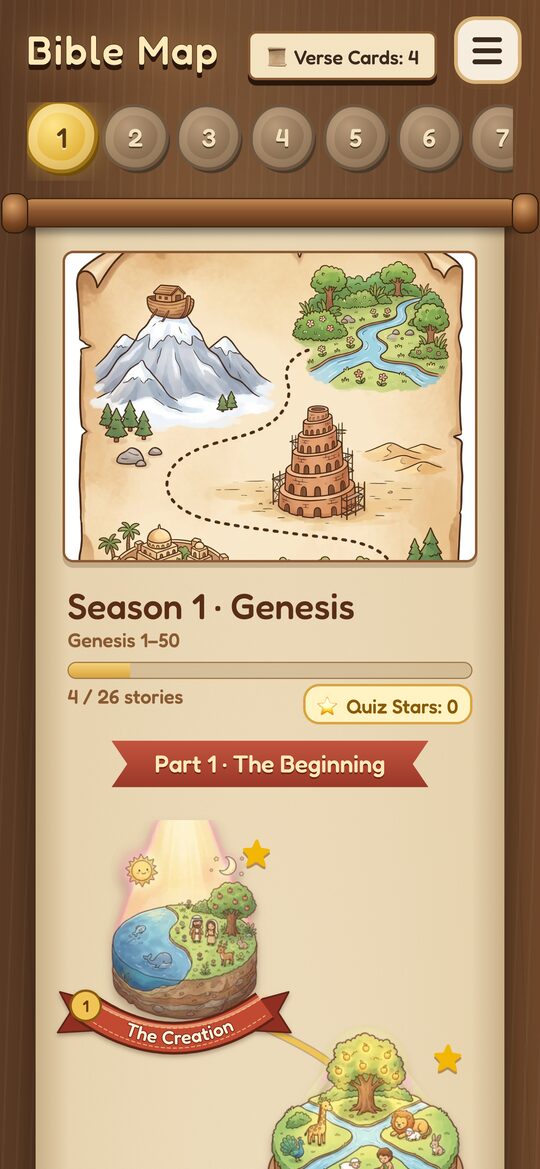 Bible Map
Verse Cards: 4
1 2 3 4 5 6 7
Season 1 · Genesis
Genesis 1–50
4 / 26 stories
Quiz Stars: 0
Part 1 · The Beginning
1
The Creation